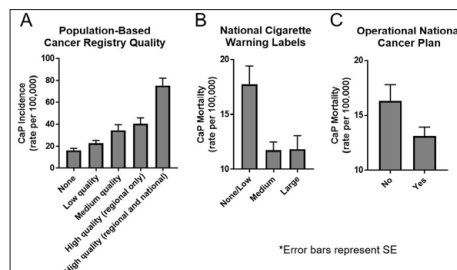 A
Population-Based
Cancer Registry Quality
CaP Incidence
(rate per 100,000)
100
80
60
40
20
0
None
Low quality
Medium quality
High quality (regional only)
High quality (regional and national)
B
National Cigarette
Warning Labels
CaP Mortality
(rate per 100,000)
15
10
None/Low
Medium
Large
C
Operational National
Cancer Plan
CaP Mortality
(rate per 100,000)
20
15
10
No
Yes
*Error bars represent SE